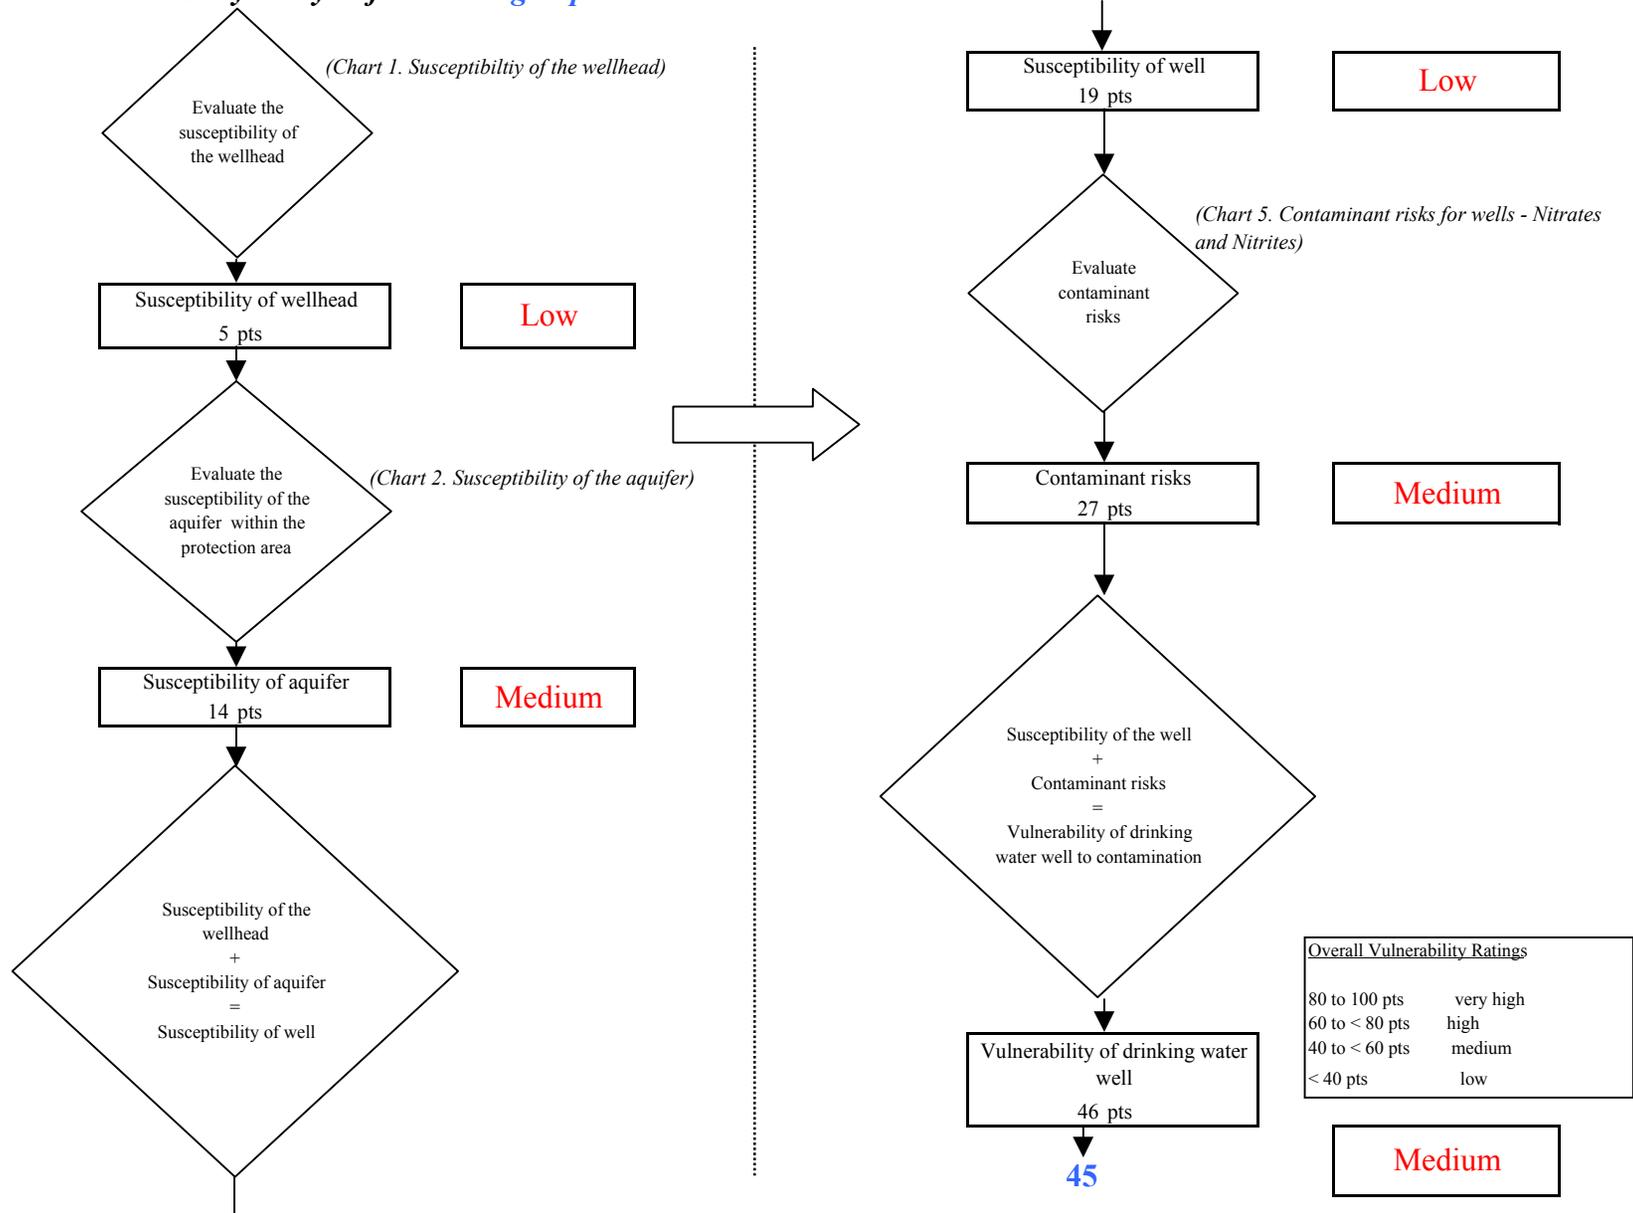 (Chart 1. Susceptibiltiy of the wellhead)
Evaluate the
susceptibility of
the wellhead
Susceptibility of wellhead
5 pts
Low
Evaluate the
susceptibility of the
aquifer within the
protection area
(Chart 2. Susceptibility of the aquifer)
Susceptibility of aquifer
14 pts
Medium
Susceptibility of the
wellhead
+
Susceptibility of aquifer
=
Susceptibility of well
Susceptibility of well
19 pts
Low
(Chart 5. Contaminant risks for wells - Nitrates
and Nitrites)
Evaluate
contaminant
risks
Contaminant risks
27 pts
Medium
Susceptibility of the well
+
Contaminant risks
=
Vulnerability of drinking
water well to contamination
Overall Vulnerability Ratings
80 to 100 pts very high
60 to < 80 pts high
40 to < 60 pts medium
< 40 pts low
Vulnerability of drinking water
well
46 pts
45
Medium